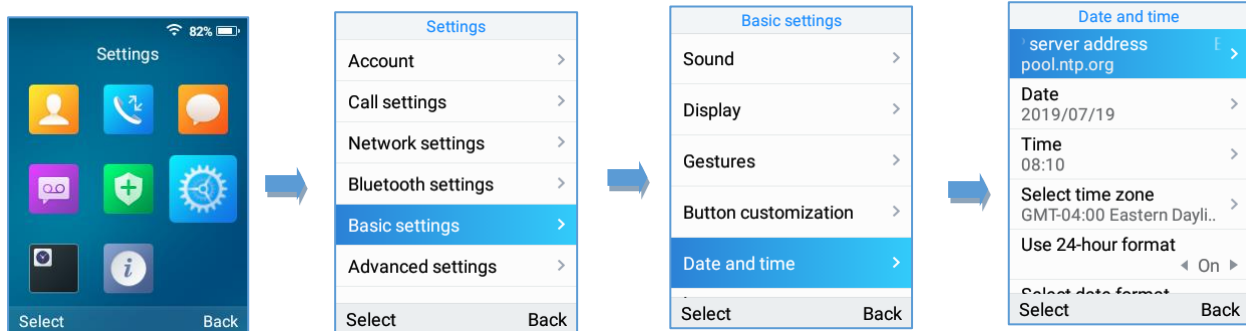 82%
Settings
Select Back
Settings
Account
Call settings
Network settings
Bluetooth settings
Basic settings
Advanced settings
Select Back
Basic settings
Sound
Display
Gestures
Button customization
Date and time
Select Back
Date and time
server address
pool.ntp.org
Date
2019/07/19
Time
08:10
Select time zone
GMT-04:00 Eastern Dayli..
Use 24-hour format
On
Select date format
Select Back